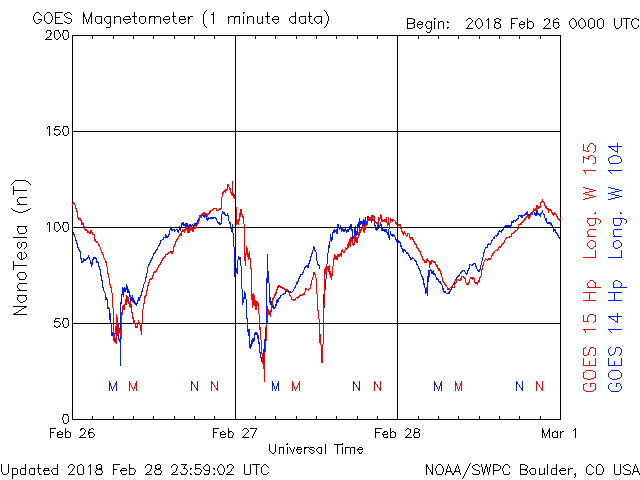 GOES Magnetometer (1 minute data)
Begin: 2018 Feb 26 0000 UTC
200
150
100
50
0
NanoTesla (nT)
GOES 15 Hp Long. W 135
GOES 14 Hp Long. W 104
M M N N M M N N M M N N
Feb 26 Feb 27 Feb 28 Mar 1
Universal Time
Updated 2018 Feb 28 23:59:02 UTC
NOAA/SWPC Boulder, CO USA